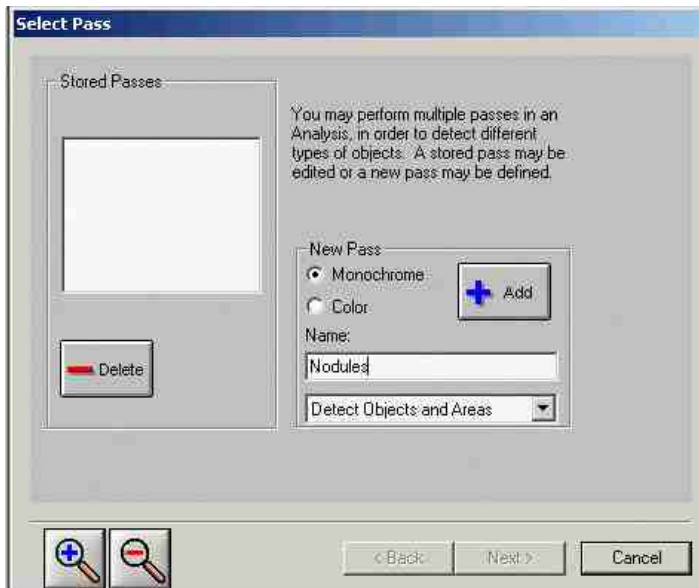 Select Pass
Stored Passes
You may perform multiple passes in an
Analysis, in order to detect different
types of objects. A stored pass may be
edited or a new pass may be defined.
New Pass
Monochrome
Color
Add
Name:
Nodules
Detect Objects and Areas
Delete
< Back
Next >
Cancel